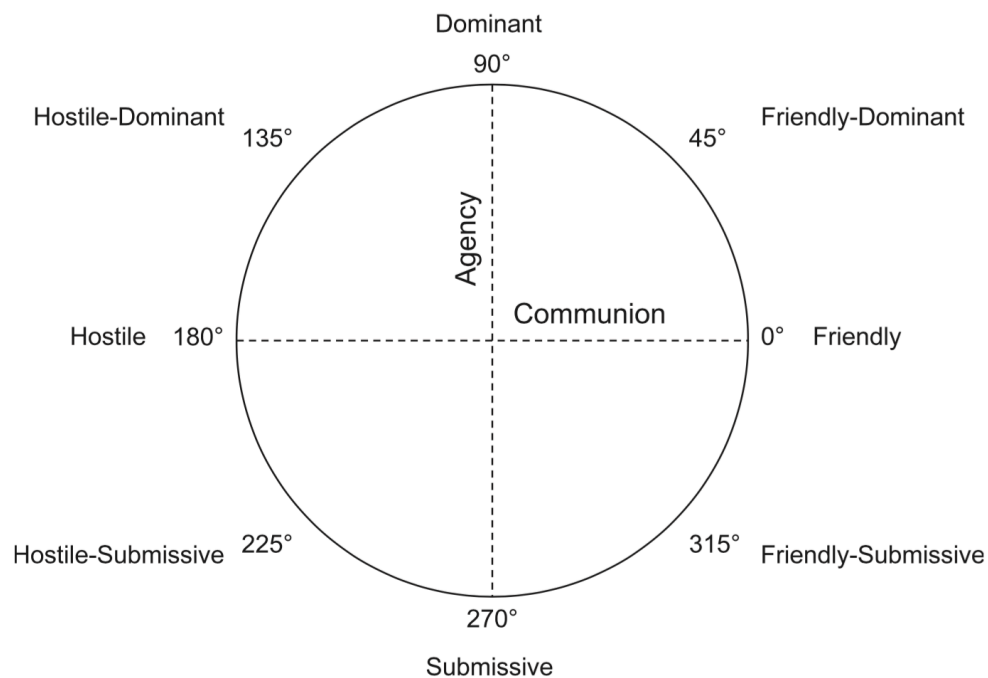 Dominant
90°
Hostile-Dominant
135°
45°
Friendly-Dominant
Agency
Communion
Hostile
180°
0°
Friendly
Hostile-Submissive
225°
315°
Friendly-Submissive
270°
Submissive